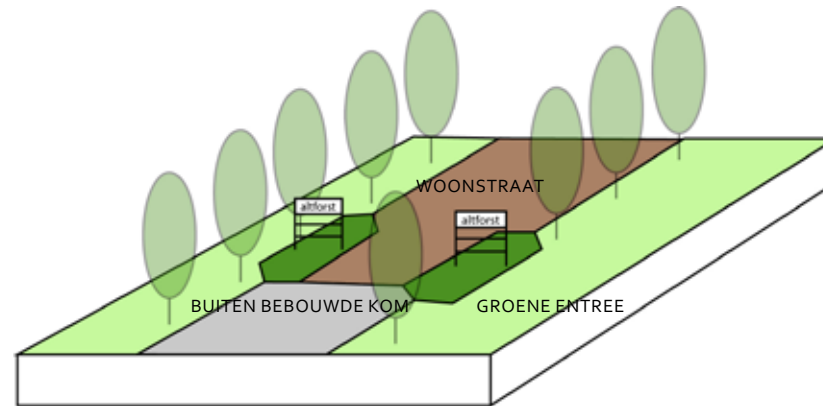 WOONSTRAAT
altforst
altforst
BUITEN BEBOUWDE KOM
GROENE ENTREE